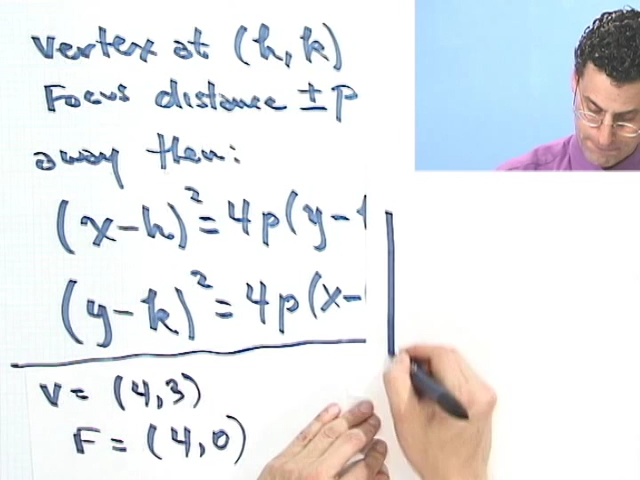 Vertex at (h, k)
Focus distance ± p
away then:
(x-h)² = 4p(y-
(y-k)² = 4p(x-
V = (4,3)
F = (4,0)